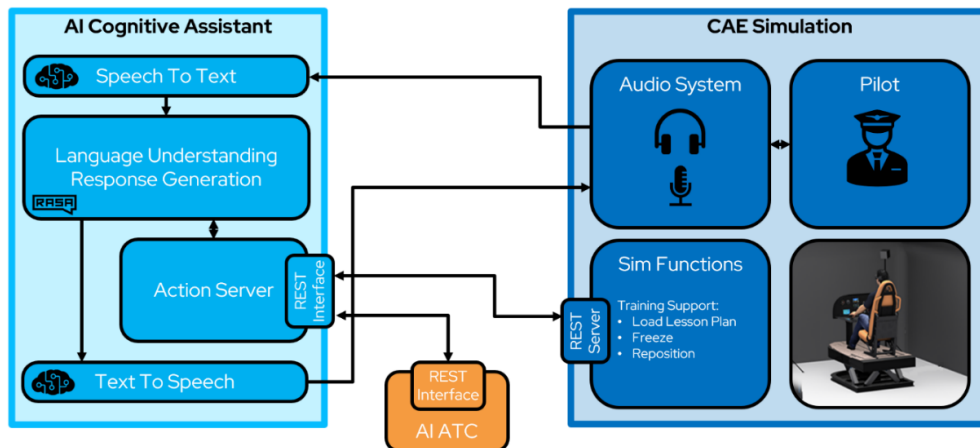 AI Cognitive Assistant
Speech To Text
Language Understanding
Response Generation
RASA
Action Server
REST
Interface
Text To Speech
REST
Interface
AI ATC
CAE Simulation
Audio System
Pilot
Sim Functions
Training Support:
• Load Lesson Plan
• Freeze
• Reposition
REST
Server